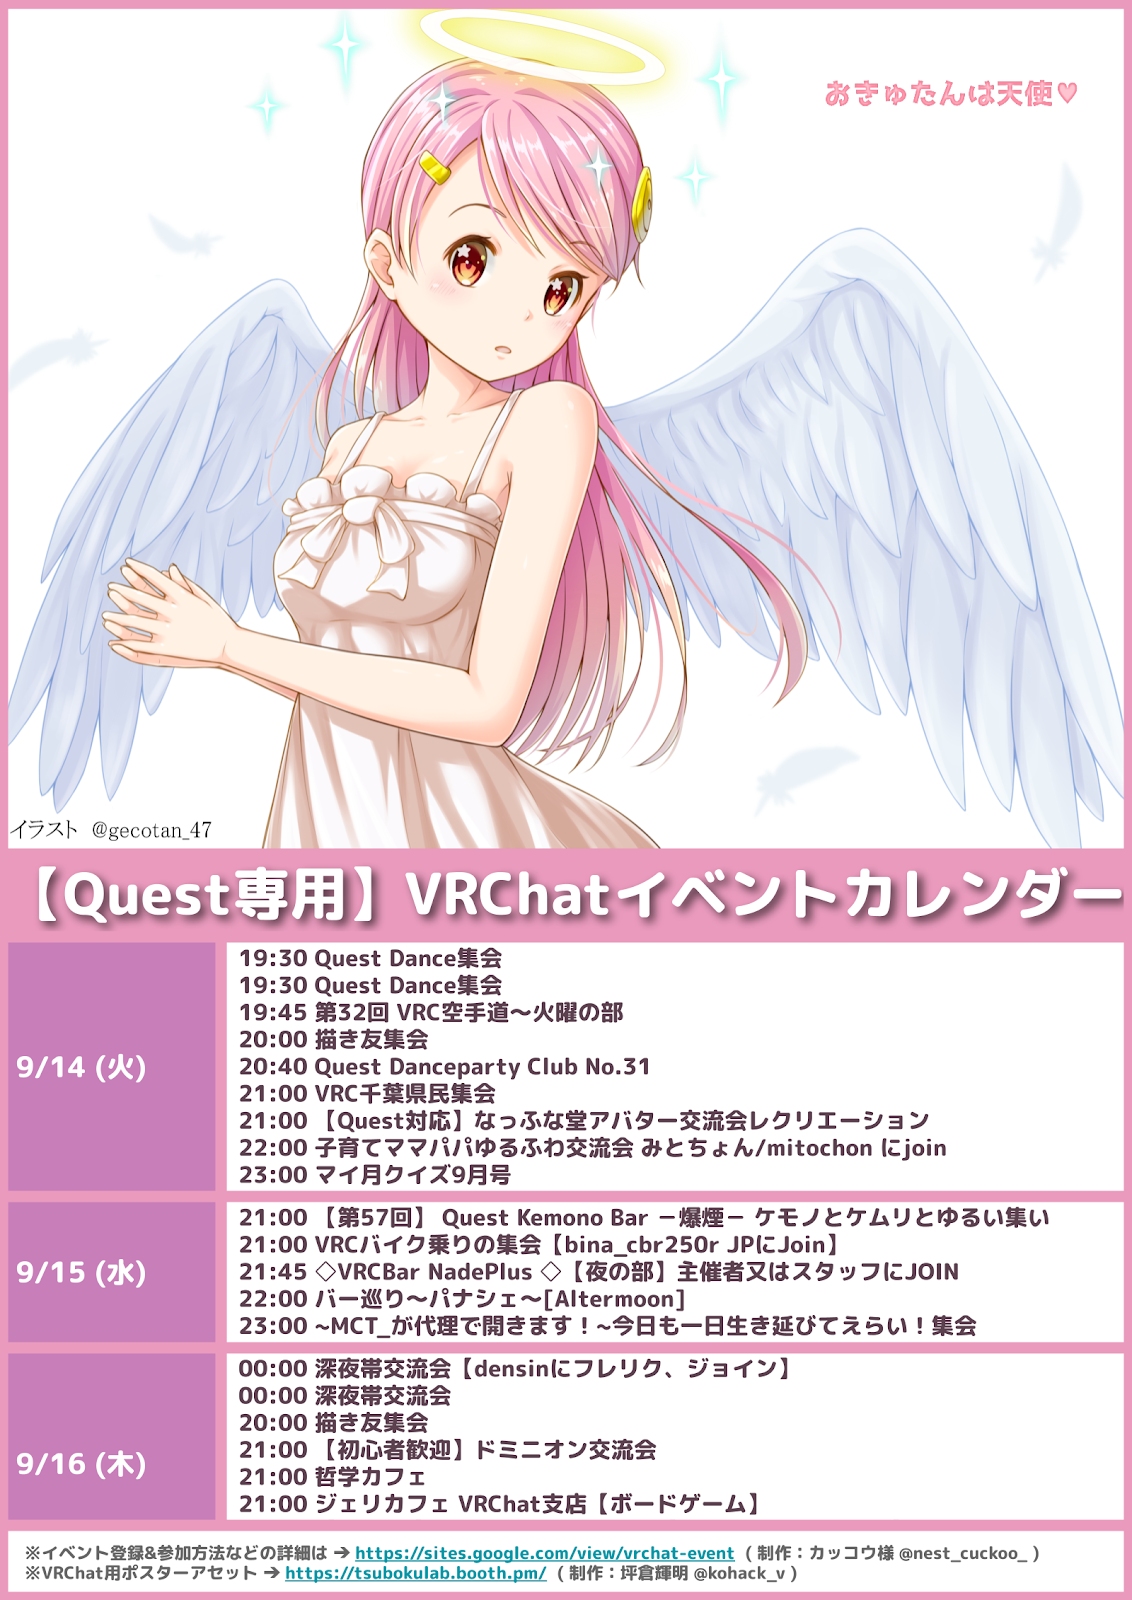 おきゅたんは天使♥
イラスト @gecotan_47
【Quest専用】VRChatイベントカレンダー
9/14 (火)
19:30 Quest Dance集会
19:30 Quest Dance集会
19:45 第32回 VRC空手道～火曜の部
20:00 描き友集会
20:40 Quest Danceparty Club No.31
21:00 VRC千葉県民集会
21:00 【Quest対応】なっふな堂アバター交流会レクリエーション
22:00 子育てママパパゆるふわ交流会 みとちょん/mitochon にjoin
23:00 マイ月クイズ9月号
9/15 (水)
21:00 【第57回】 Quest Kemono Bar －爆煙－ ケモノとケムリとゆるい集い
21:00 VRCバイク乗りの集会【bina_cbr250r JPにJoin】
21:45 ◇VRCBar NadePlus ◇【夜の部】主催者又はスタッフにJOIN
22:00 バー巡り～パナシェ～[Altermoon]
23:00 ~MCT_が代理で開きます！~今日も一日生き延びてえらい！集会
9/16 (木)
00:00 深夜帯交流会【densinにフレリク、ジョイン】
00:00 深夜帯交流会
20:00 描き友集会
21:00 【初心者歓迎】ドミニオン交流会
21:00 哲学カフェ
21:00 ジェリカフェ VRChat支店【ボードゲーム】
※イベント登録&参加方法などの詳細は ➔ https://sites.google.com/view/vrchat-event ( 制作：カッコウ様 @nest_cuckoo_ )
※VRChat用ポスターアセット ➔ https://tsubokulab.booth.pm/ ( 制作：坪倉輝明 @kohack_v )